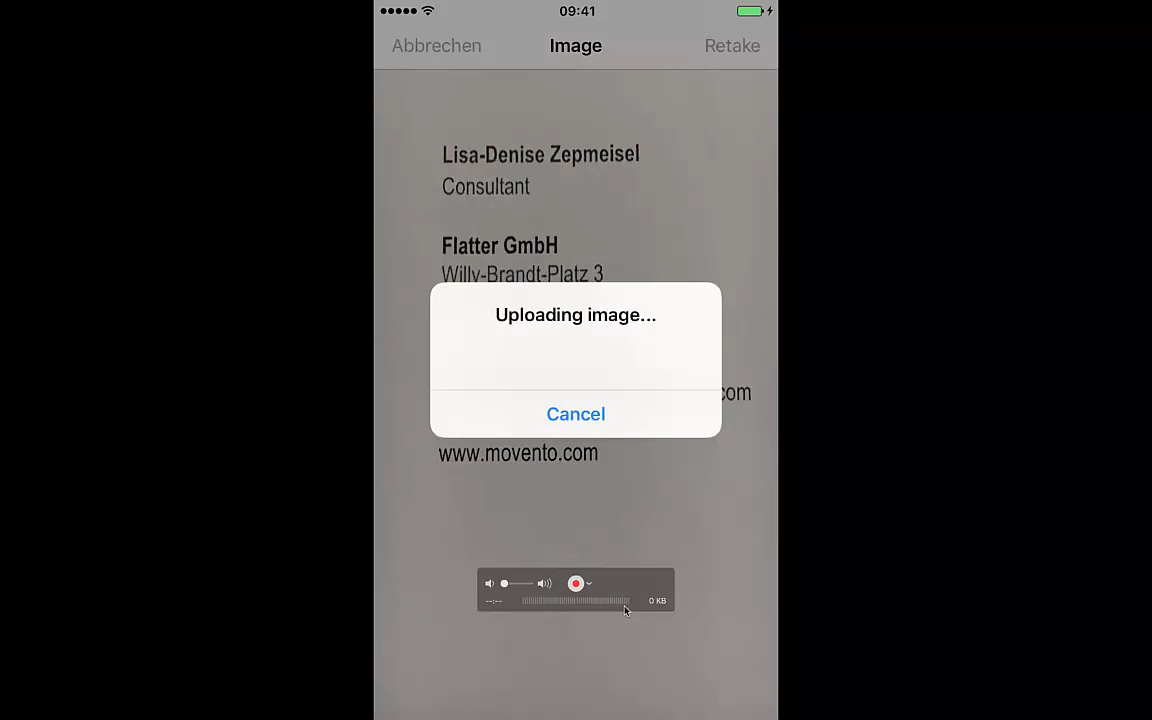 09:41
Abbrechen Image Retake
Lisa-Denise Zepmeisel
Consultant
Flatter GmbH
Willy-Brandt-Platz 3
Uploading image...
com
Cancel
www.movento.com
--:-- 0 KB